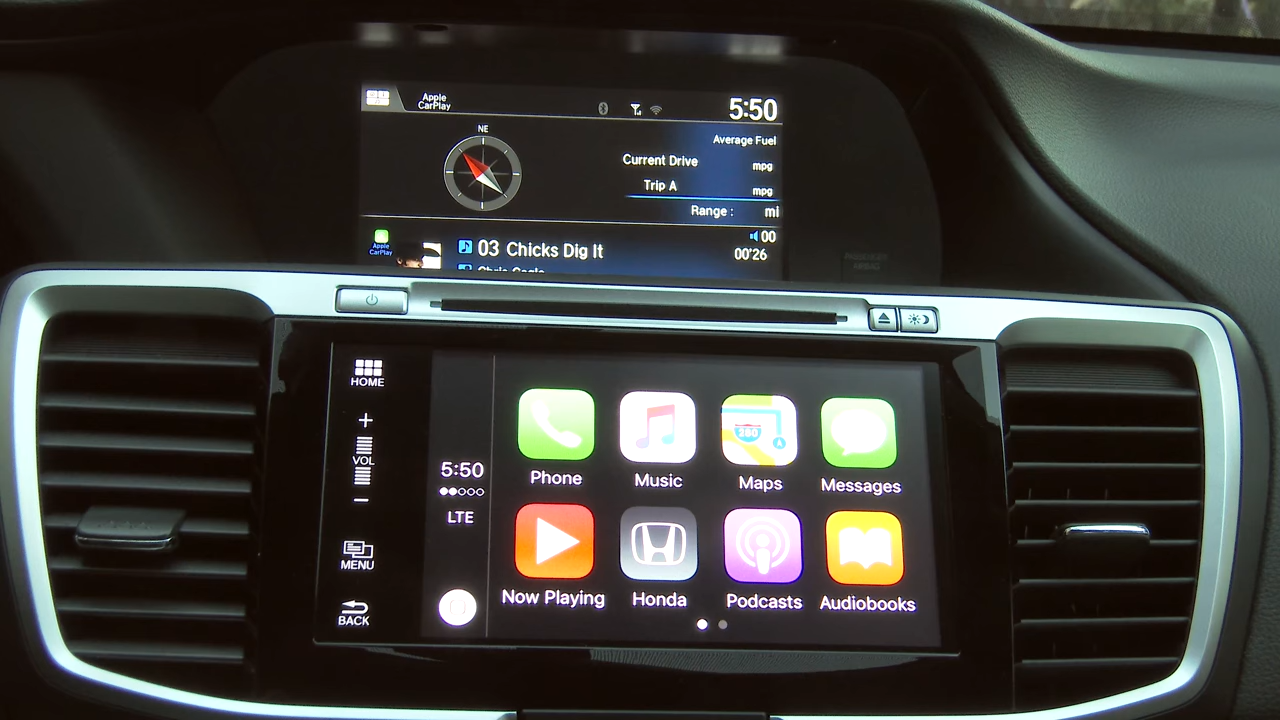 Apple
CarPlay
5:50
NE
Average Fuel
Current Drive
mpg
Trip A
mpg
Range :
mi
Apple
CarPlay
03 Chicks Dig It
00
00'26
HOME
+
VOL
−
MENU
BACK
5:50
LTE
280
A
Phone
Music
Maps
Messages
Now Playing
Honda
Podcasts
Audiobooks